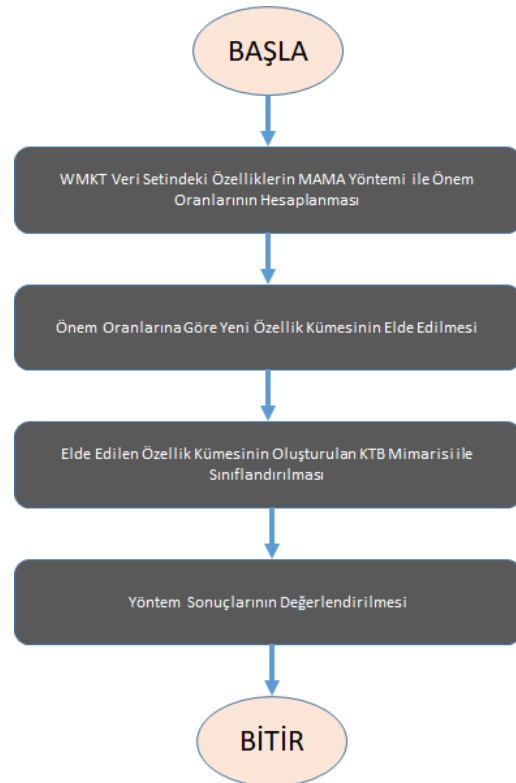 BAŞLA
WMKT Veri Setindeki Özelliklerin MAMA Yöntemi ile Önem
Oranlarının Hesaplanması
Önem Oranlarına Göre Yeni Özellik Kümesinin Elde Edilmesi
Elde Edilen Özellik Kümesinin Oluşturulan KTB Mimarisi ile
Sınıflandırılması
Yöntem Sonuçlarının Değerlendirilmesi
BİTİR